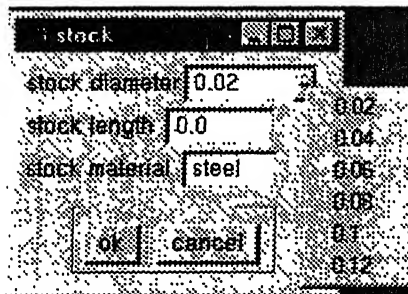 stock
stock diameter 0.02
stock length 0.0
stock material steel
ok cancel
0.02
0.04
0.06
0.08
0.1
0.12